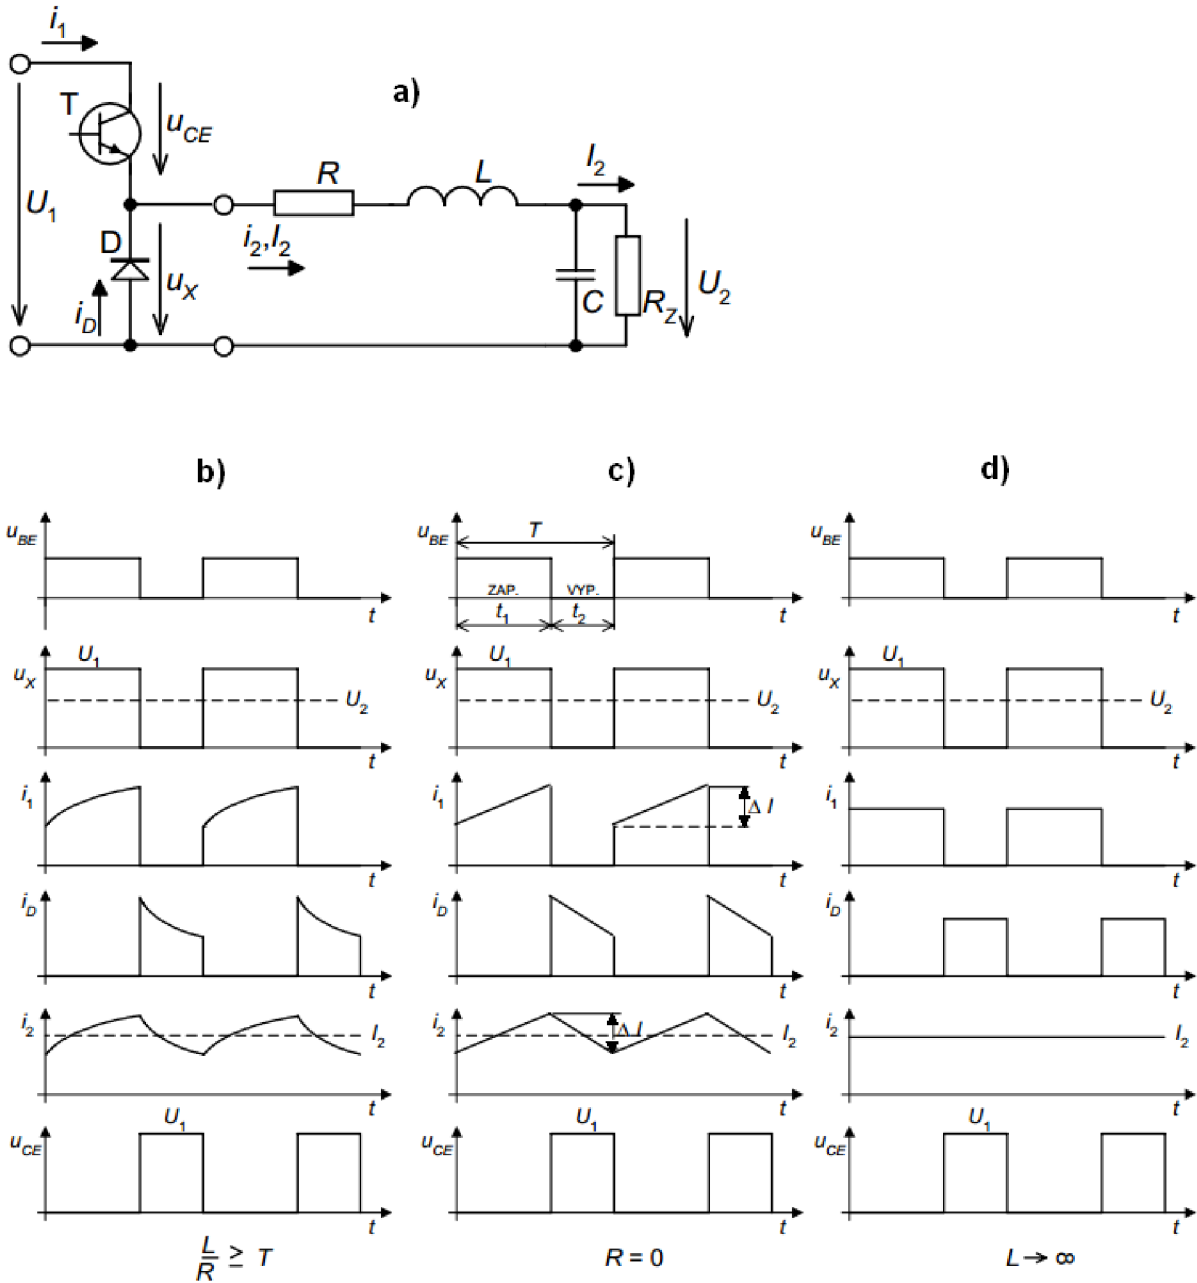 i1
a)
T
uCE
U1
R
L
I2
D
i2,I2
uX
iD
C
RZ
U2
b)
c)
d)
uBE
t
uBE
T
ZAP.
VYP.
t1
t2
t
uBE
t
uX
U1
U2
t
uX
U1
U2
t
uX
U1
U2
t
i1
t
i1
Δ I
t
i1
t
iD
t
iD
t
iD
t
i2
I2
t
i2
Δ I
I2
t
i2
I2
t
uCE
U1
t
uCE
U1
t
uCE
U1
t
L/R ≥ T
R = 0
L → ∞